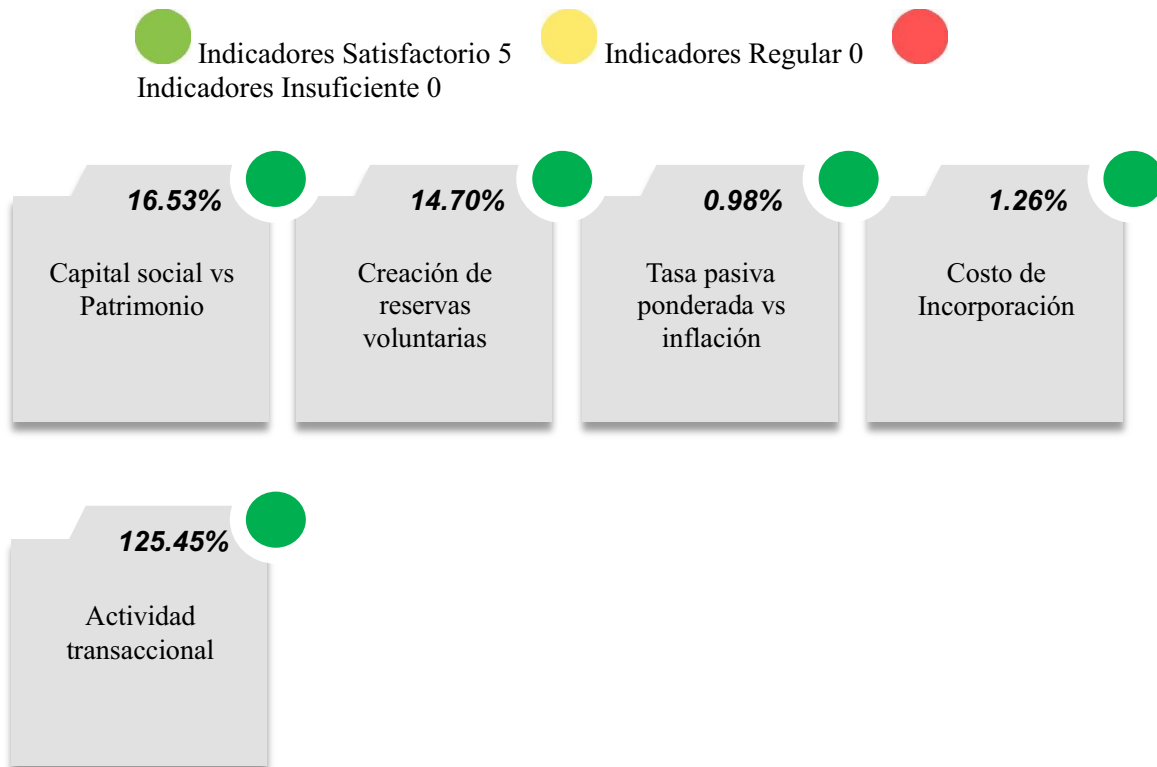 Indicadores Satisfactorio 5 Indicadores Regular 0
Indicadores Insuficiente 0
16.53%
Capital social vs
Patrimonio
14.70%
Creación de
reservas
voluntarias
0.98%
Tasa pasiva
ponderada vs
inflación
1.26%
Costo de
Incorporación
125.45%
Actividad
transaccional